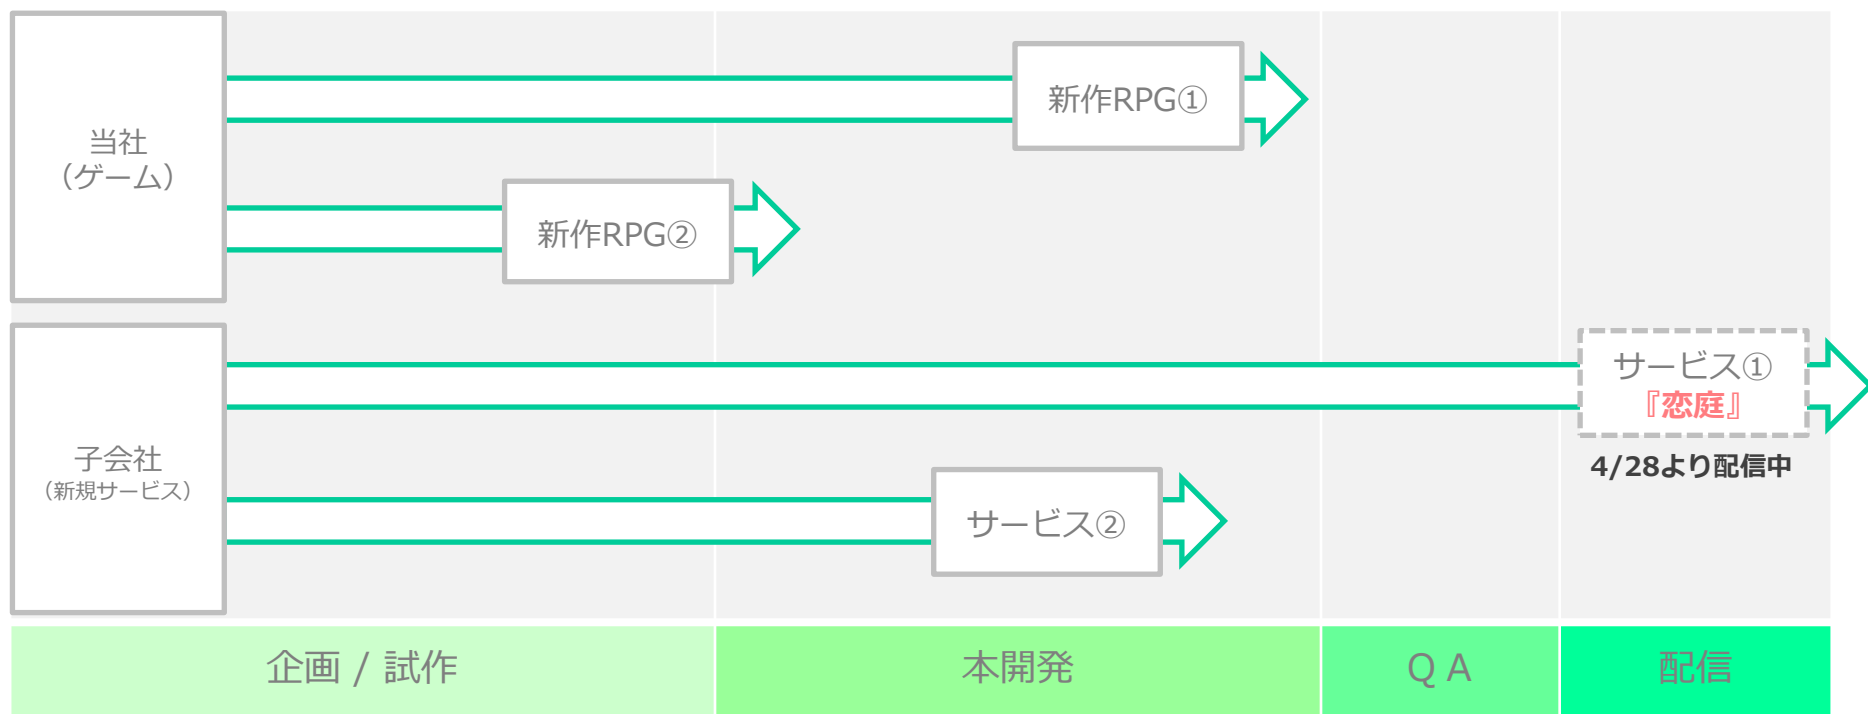 当社
（ゲーム）
新作RPG①
新作RPG②
子会社
（新規サービス）
サービス①
『恋庭』
4/28より配信中
サービス②
企画 / 試作
本開発
ＱＡ
配信